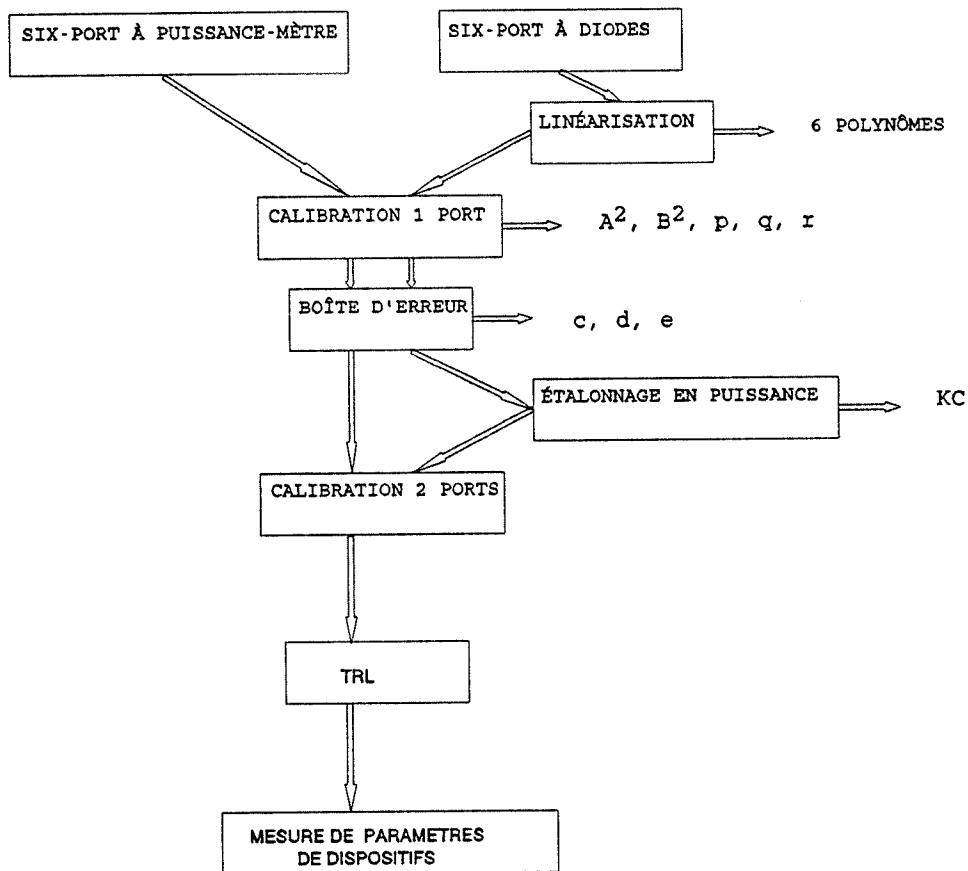 SIX-PORT À PUISSANCE-MÈTRE
SIX-PORT À DIODES
LINÉARISATION
6 POLYNÔMES
CALIBRATION 1 PORT
A², B², p, q, r
BOÎTE D'ERREUR
c, d, e
ÉTALONNAGE EN PUISSANCE
KC
CALIBRATION 2 PORTS
TRL
MESURE DE PARAMETRES
DE DISPOSITIFS